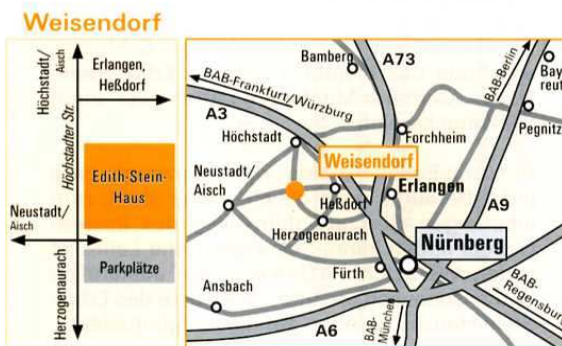 Weisendorf
Höchstadt/
Aisch
Höchstadter Str.
Erlangen,
Heßdorf
Edith-Stein-
Haus
Neustadt/
Aisch
Parkplätze
Herzogenaurach
Bamberg
A73
BAB-Berlin
Bay
reut
BAB-Frankfurt/Würzburg
A3
Pegnitz
Höchstadt
Forchheim
Weisendorf
Neustadt/
Aisch
Heßdorf
Erlangen
A9
Herzogenaurach
Nürnberg
Fürth
Ansbach
BAB-
Regensburg
A6
BAB-
München